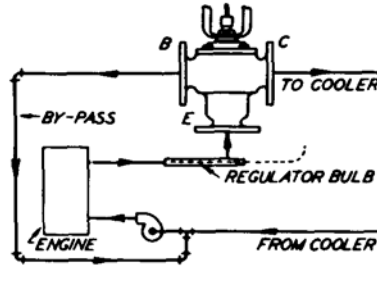 B
C
TO COOLER
BY-PASS
E
REGULATOR BULB
ENGINE
FROM COOLER